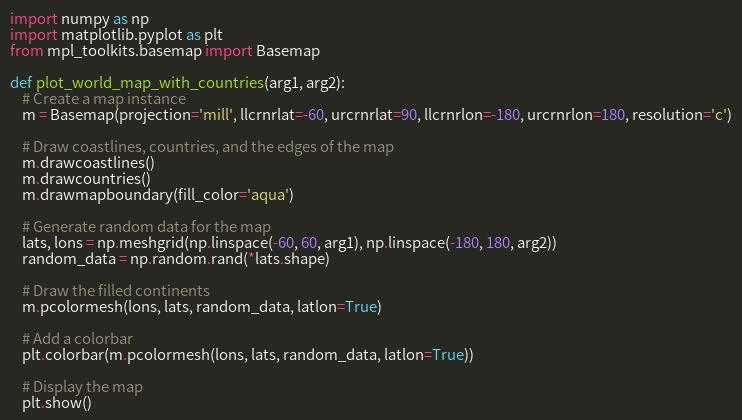 import numpy as np
import matplotlib.pyplot as plt
from mpl_toolkits.basemap import Basemap

def plot_world_map_with_countries(arg1, arg2):
    # Create a map instance
    m = Basemap(projection='mill', llcrnrlat=-60, urcrnrlat=90, llcrnrlon=-180, urcrnrlon=180, resolution='c')

    # Draw coastlines, countries, and the edges of the map
    m.drawcoastlines()
    m.drawcountries()
    m.drawmapboundary(fill_color='aqua')

    # Generate random data for the map
    lats, lons = np.meshgrid(np.linspace(-60, 60, arg1), np.linspace(-180, 180, arg2))
    random_data = np.random.rand(*lats.shape)

    # Draw the filled continents
    m.pcolormesh(lons, lats, random_data, latlon=True)

    # Add a colorbar
    plt.colorbar(m.pcolormesh(lons, lats, random_data, latlon=True))

    # Display the map
    plt.show()